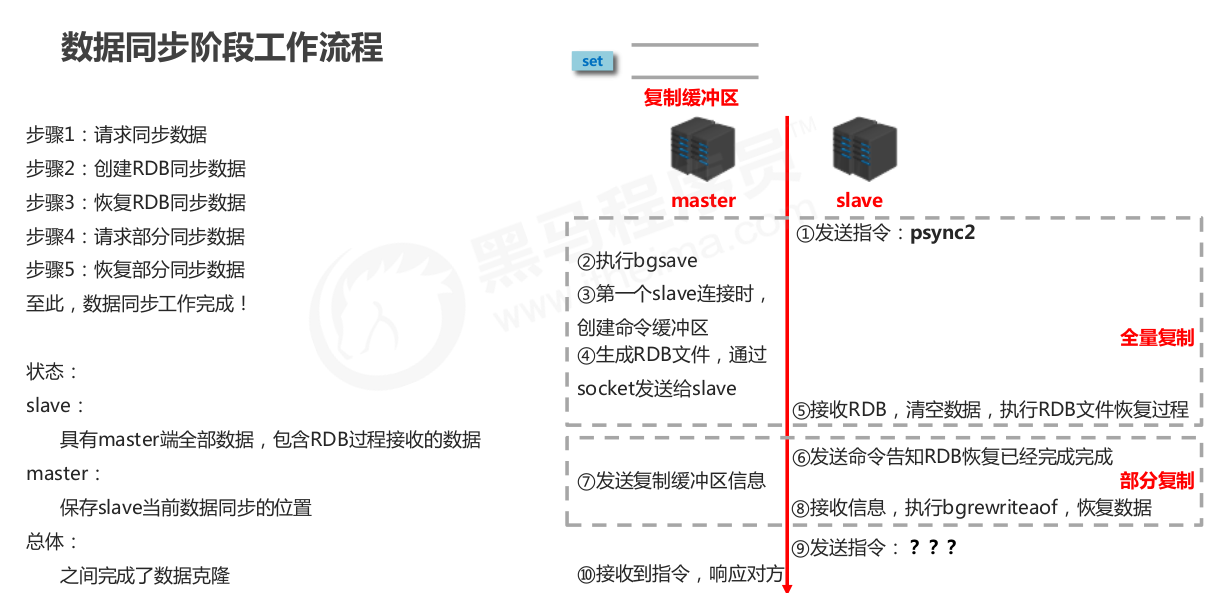 数据同步阶段工作流程
步骤1：请求同步数据
步骤2：创建RDB同步数据
步骤3：恢复RDB同步数据
步骤4：请求部分同步数据
步骤5：恢复部分同步数据
至此，数据同步工作完成！
状态：
slave：
具有master端全部数据，包含RDB过程接收的数据
master：
保存slave当前数据同步的位置
总体：
之间完成了数据克隆
set
复制缓冲区
master
slave
①发送指令：psync2
②执行bgsave
③第一个slave连接时，
创建命令缓冲区
④生成RDB文件，通过
socket发送给slave
全量复制
⑤接收RDB，清空数据，执行RDB文件恢复过程
⑥发送命令告知RDB恢复已经完成完成
⑦发送复制缓冲区信息
部分复制
⑧接收信息，执行bgrewriteaof，恢复数据
⑨发送指令：？？？
⑩接收到指令，响应对方
黑马程序员™
www.itheima.com